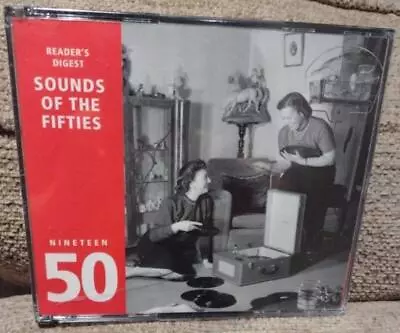 READER'S
DIGEST
SOUNDS
OF THE
FIFTIES
NINETEEN
50